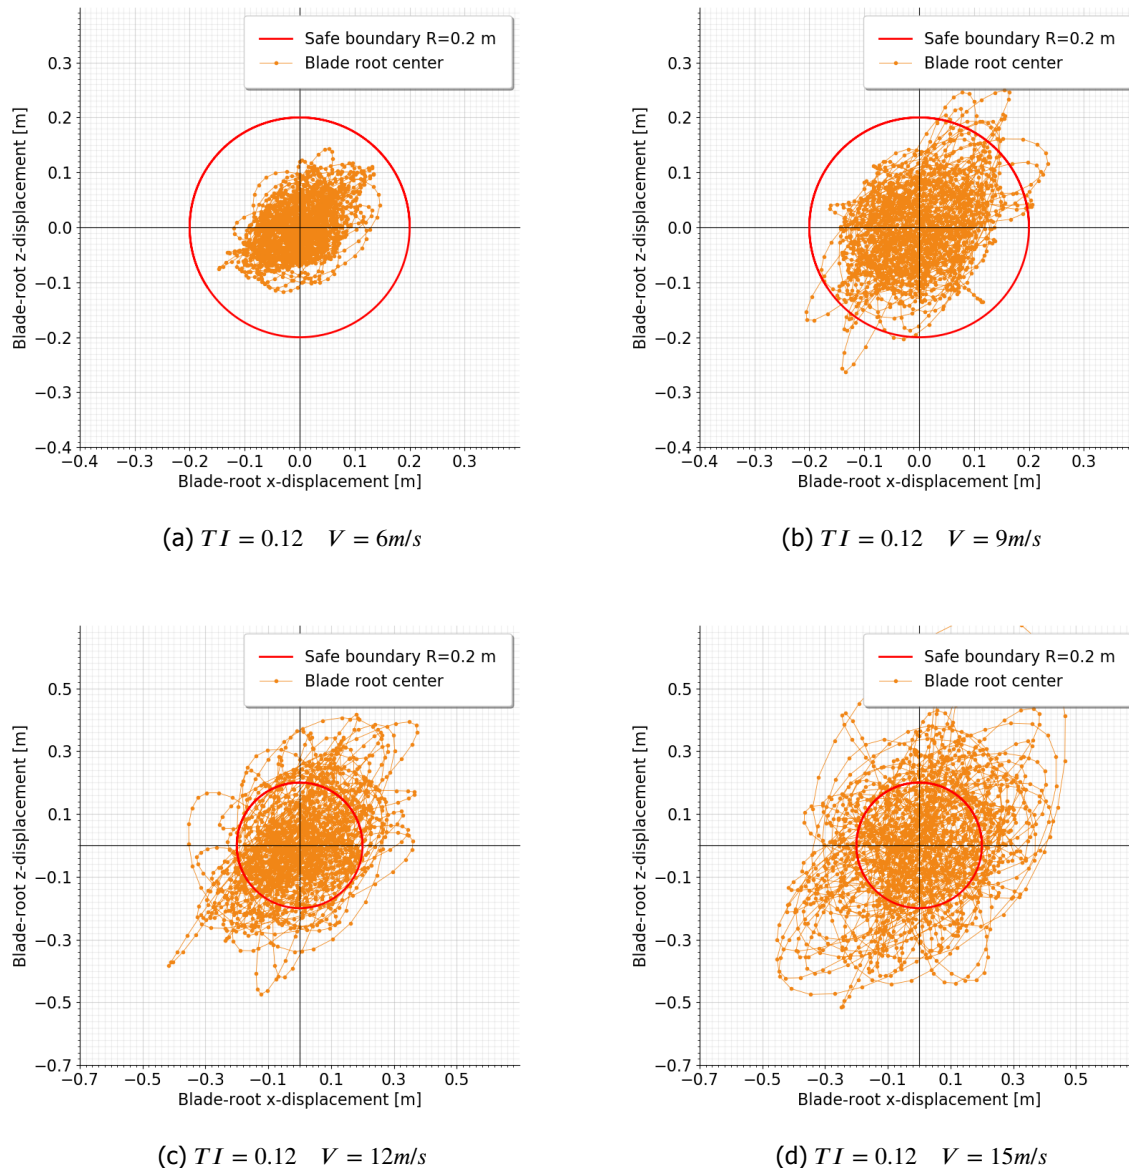 Safe boundary R=0.2 m
Blade root center
Blade-root z-displacement [m]
0.3
0.2
0.1
0.0
−0.1
−0.2
−0.3
−0.4
−0.4 −0.3 −0.2 −0.1 0.0 0.1 0.2 0.3
Blade-root x-displacement [m]
(a) TI = 0.12 V = 6m/s
Safe boundary R=0.2 m
Blade root center
Blade-root z-displacement [m]
0.3
0.2
0.1
0.0
−0.1
−0.2
−0.3
−0.4
−0.4 −0.3 −0.2 −0.1 0.0 0.1 0.2 0.3
Blade-root x-displacement [m]
(b) TI = 0.12 V = 9m/s
Safe boundary R=0.2 m
Blade root center
Blade-root z-displacement [m]
0.5
0.3
0.1
−0.1
−0.3
−0.5
−0.7
−0.7 −0.5 −0.3 −0.1 0.1 0.3 0.5
Blade-root x-displacement [m]
(c) TI = 0.12 V = 12m/s
Safe boundary R=0.2 m
Blade root center
Blade-root z-displacement [m]
0.5
0.3
0.1
−0.1
−0.3
−0.5
−0.7
−0.7 −0.5 −0.3 −0.1 0.1 0.3 0.5
Blade-root x-displacement [m]
(d) TI = 0.12 V = 15m/s